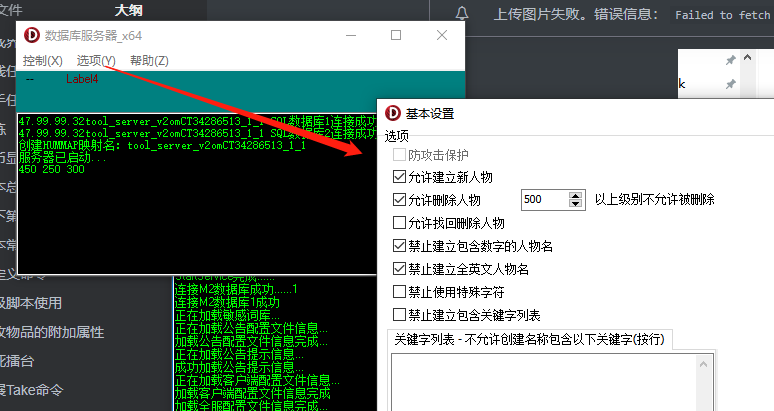 文件
大纲
上传图片失败。错误信息：
Failed to fetch
数据库服务器_x64
控制(X) 选项(Y) 帮助(Z)
-- Label4
47.99.99.32tool_server_v2omCT34286513_1_1 SQL数据库1连接成功
47.99.99.32tool_server_v2omCT34286513_1_1 SQL数据库2连接成功
创建HUMMAP映射名: tool_server_v2omCT34286513_1_1
服务器已启动...
450 250 300
基本设置
选项
防攻击保护
允许建立新人物
允许删除人物 500 以上级别不允许被删除
允许找回删除人物
禁止建立包含数字的人物名
禁止建立全英文人物名
禁止使用特殊字符
禁止建立包含关键字列表
关键字列表 - 不允许创建名称包含以下关键字(按行)
StartService完成......
连接M2数据库成功......1
连接M2数据库1成功
正在加载敏感词库...
正在加载公告配置文件信息...
加载公告配置文件信息完成...
正在加载公告提示信息...
成功加载公告提示信息...
正在加载客户端配置文件信息...
加载客户端配置文件信息完成
加载全服配置文件信息完成...
级脚本使用
物品的附加属性
擂台
Take命令
k